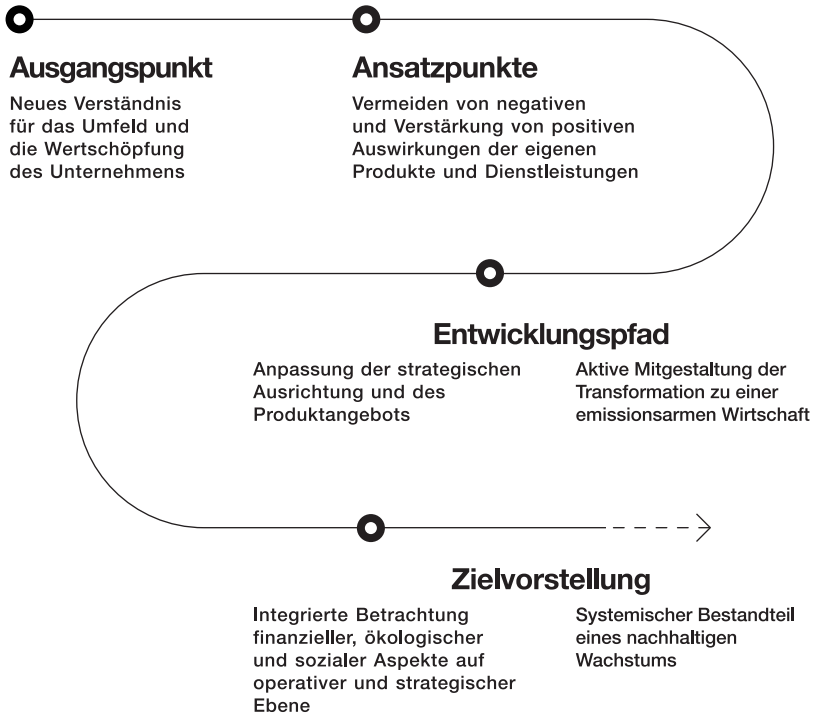 Ausgangspunkt
Neues Verständnis
für das Umfeld und
die Wertschöpfung
des Unternehmens
Ansatzpunkte
Vermeiden von negativen
und Verstärkung von positiven
Auswirkungen der eigenen
Produkte und Dienstleistungen
Entwicklungspfad
Anpassung der strategischen
Ausrichtung und des
Produktangebots
Aktive Mitgestaltung der
Transformation zu einer
emissionsarmen Wirtschaft
Zielvorstellung
Integrierte Betrachtung
finanzieller, ökologischer
und sozialer Aspekte auf
operativer und strategischer
Ebene
Systemischer Bestandteil
eines nachhaltigen
Wachstums